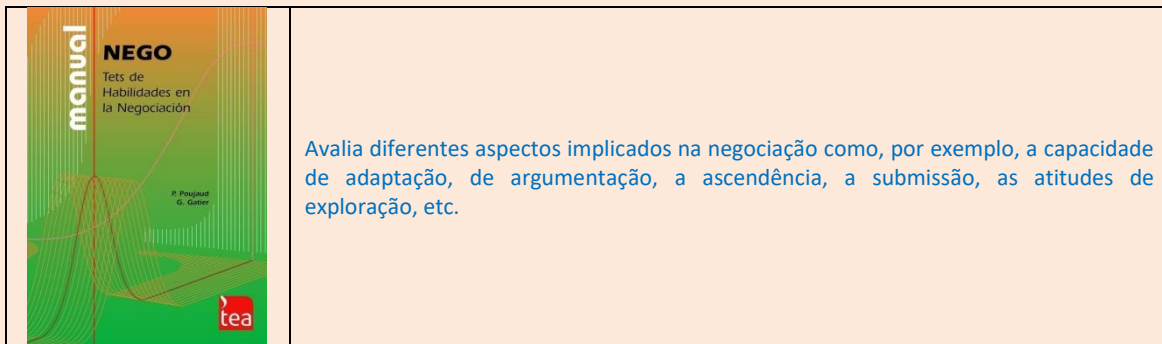 manual
NEGO
Tets de
Habilidades en
la Negociación
P. Poujaud
G. Gatier
tea
Avalia diferentes aspectos implicados na negociação como, por exemplo, a capacidade
de adaptação, de argumentação, a ascendência, a submissão, as atitudes de
exploração, etc.